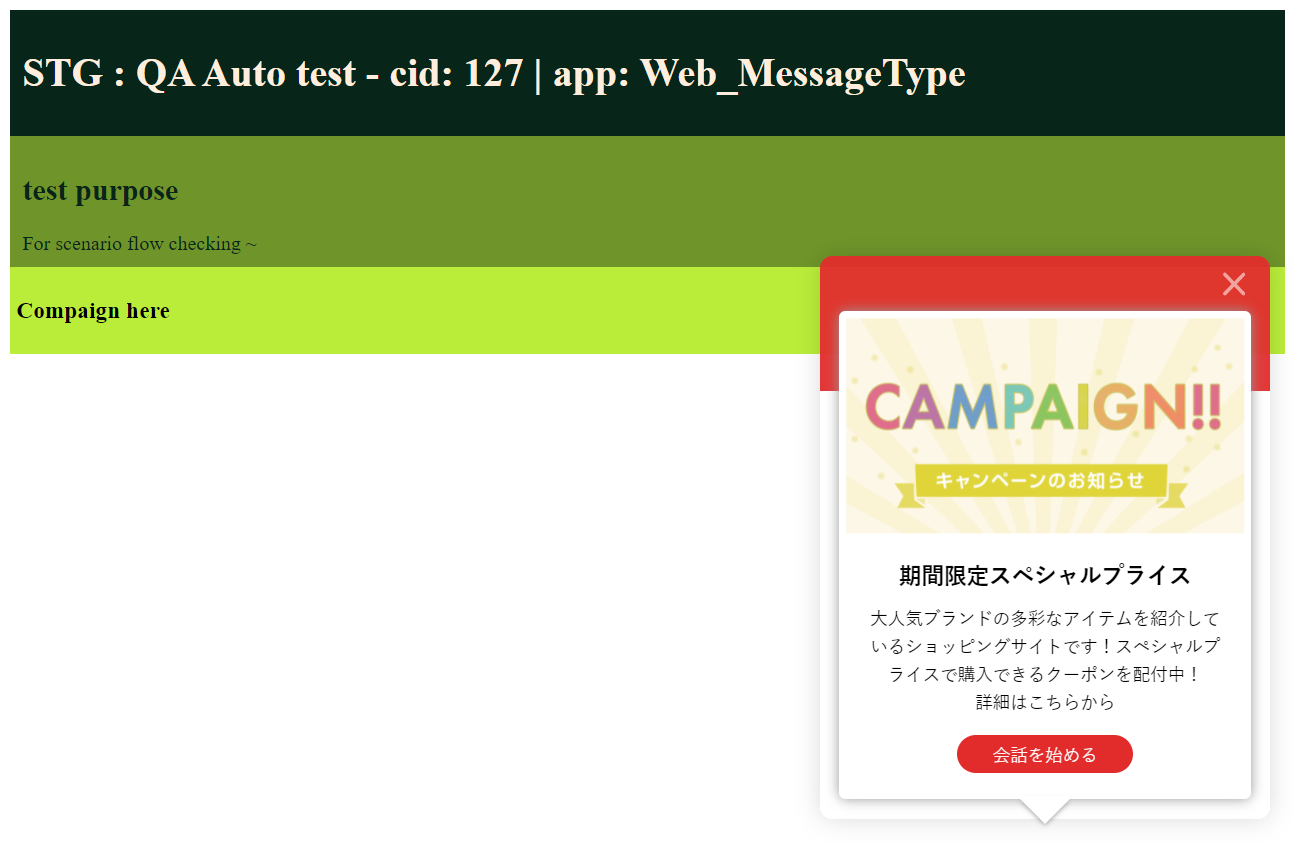 STG : QA Auto test - cid: 127 | app: Web_MessageType
test purpose
For scenario flow checking ~
Compaign here
CAMPAIGN!!
キャンペーンのお知らせ
期間限定スペシャルプライス
大人気ブランドの多彩なアイテムを紹介して
いるショッピングサイトです！スペシャルプ
ライスで購入できるクーポンを配付中！
詳細はこちらから
会話を始める